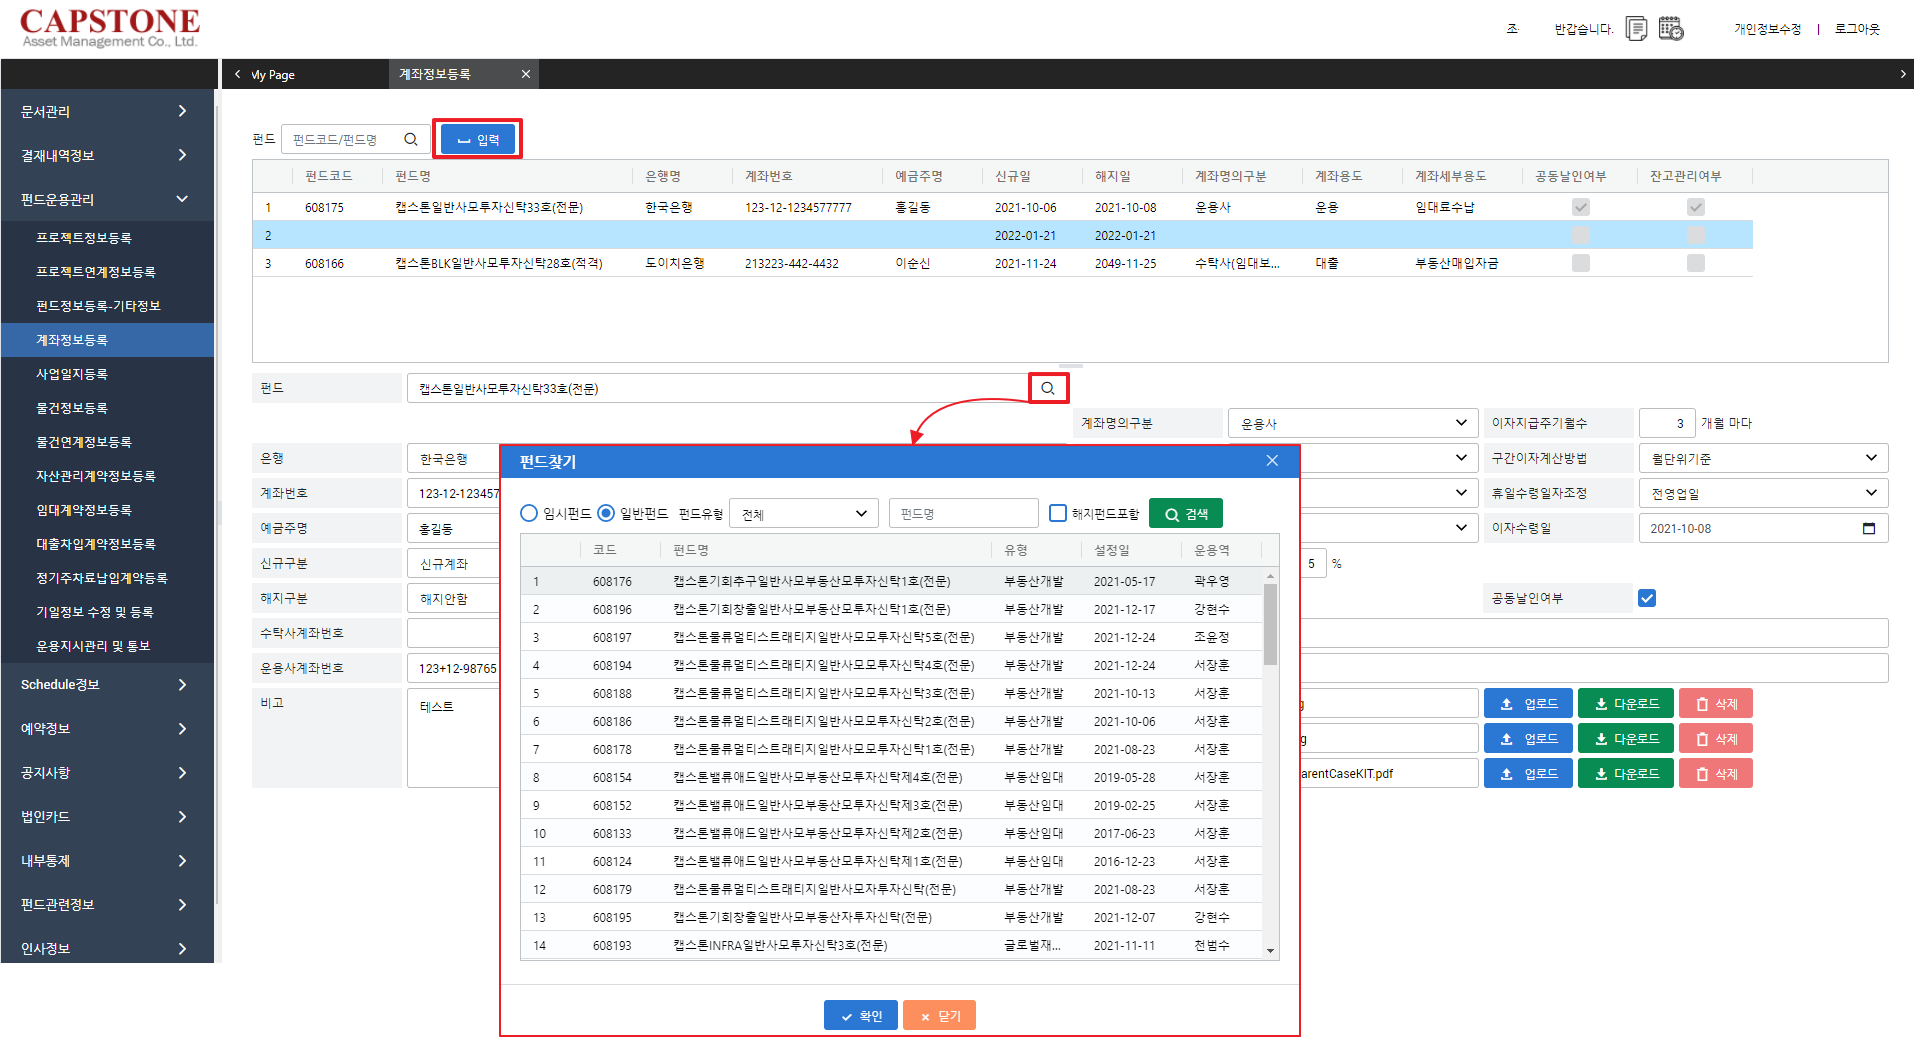 CAPSTONE
Asset Management Co., Ltd.
조 반갑습니다. 개인정보수정 | 로그아웃
My Page 계좌정보등록
문서관리
결재내역정보
펀드운용관리
프로젝트정보등록
프로젝트연계정보등록
펀드정보등록-기타정보
계좌정보등록
사업일지등록
물건정보등록
물건연계정보등록
자산관리계약정보등록
임대계약정보등록
대출차입계약정보등록
정기주차료납입계약등록
기일정보 수정 및 등록
운용지시관리 및 통보
Schedule정보
예약정보
공지사항
법인카드
내부통제
펀드관련정보
인사정보
펀드 펀드코드/펀드명 입력
펀드코드 펀드명 은행명 계좌번호 예금주명 신규일 해지일 계좌명의구분 계좌용도 계좌세부용도 공동날인여부 잔고관리여부
1 608175 캡스톤일반사모투자신탁33호(전문) 한국은행 123-12-1234577777 홍길동 2021-10-06 2021-10-08 운용사 운용 임대료수납
2 2022-01-21 2022-01-21
3 608166 캡스톤BLK일반사모투자신탁28호(적격) 도이치은행 213223-442-4432 이순신 2021-11-24 2049-11-25 수탁사(임대보... 대출 부동산매입자금
펀드 캡스톤일반사모투자신탁33호(전문)
계좌명의구분 운용사 이자지급주기월수 3 개월 마다
은행 한국은행 구간이자계산방법 월단위기준
계좌번호 123-12-123457 휴일수령일자조정 전영업일
예금주명 홍길동 이자수령일 2021-10-08
신규구분 신규계좌 5 %
해지구분 해지안함 공동날인여부
수탁사계좌번호
운용사계좌번호 123+12-98765
비고 테스트
g 업로드 다운로드 삭제
g 업로드 다운로드 삭제
arentCaseKIT.pdf 업로드 다운로드 삭제
펀드찾기
임시펀드 일반펀드 펀드유형 전체 펀드명 해지펀드포함 검색
코드 펀드명 유형 설정일 운용역
1 608176 캡스톤기회추구일반사모부동산모투자신탁1호(전문) 부동산개발 2021-05-17 곽우영
2 608196 캡스톤기회창출일반사모부동산모투자신탁1호(전문) 부동산개발 2021-12-17 강현수
3 608197 캡스톤물류멀티스트래티지일반사모모투자신탁5호(전문) 부동산개발 2021-12-24 조윤정
4 608194 캡스톤물류멀티스트래티지일반사모모투자신탁4호(전문) 부동산개발 2021-12-24 서장훈
5 608188 캡스톤물류멀티스트래티지일반사모모투자신탁3호(전문) 부동산개발 2021-10-13 서장훈
6 608186 캡스톤물류멀티스트래티지일반사모모투자신탁2호(전문) 부동산개발 2021-10-06 서장훈
7 608178 캡스톤물류멀티스트래티지일반사모모투자신탁1호(전문) 부동산개발 2021-08-23 서장훈
8 608154 캡스톤밸류애드일반사모부동산모투자신탁제4호(전문) 부동산임대 2019-05-28 서장훈
9 608152 캡스톤밸류애드일반사모부동산모투자신탁제3호(전문) 부동산임대 2019-02-25 서장훈
10 608133 캡스톤밸류애드일반사모부동산모투자신탁제2호(전문) 부동산임대 2017-06-23 서장훈
11 608124 캡스톤밸류애드일반사모부동산모투자신탁제1호(전문) 부동산임대 2016-12-23 서장훈
12 608179 캡스톤물류멀티스트래티지일반사모자투자신탁(전문) 부동산개발 2021-08-23 서장훈
13 608195 캡스톤기회창출일반사모부동산자투자신탁(전문) 부동산개발 2021-12-07 강현수
14 608193 캡스톤INFRA일반사모투자신탁3호(전문) 글로벌재... 2021-11-11 천범수
확인 닫기